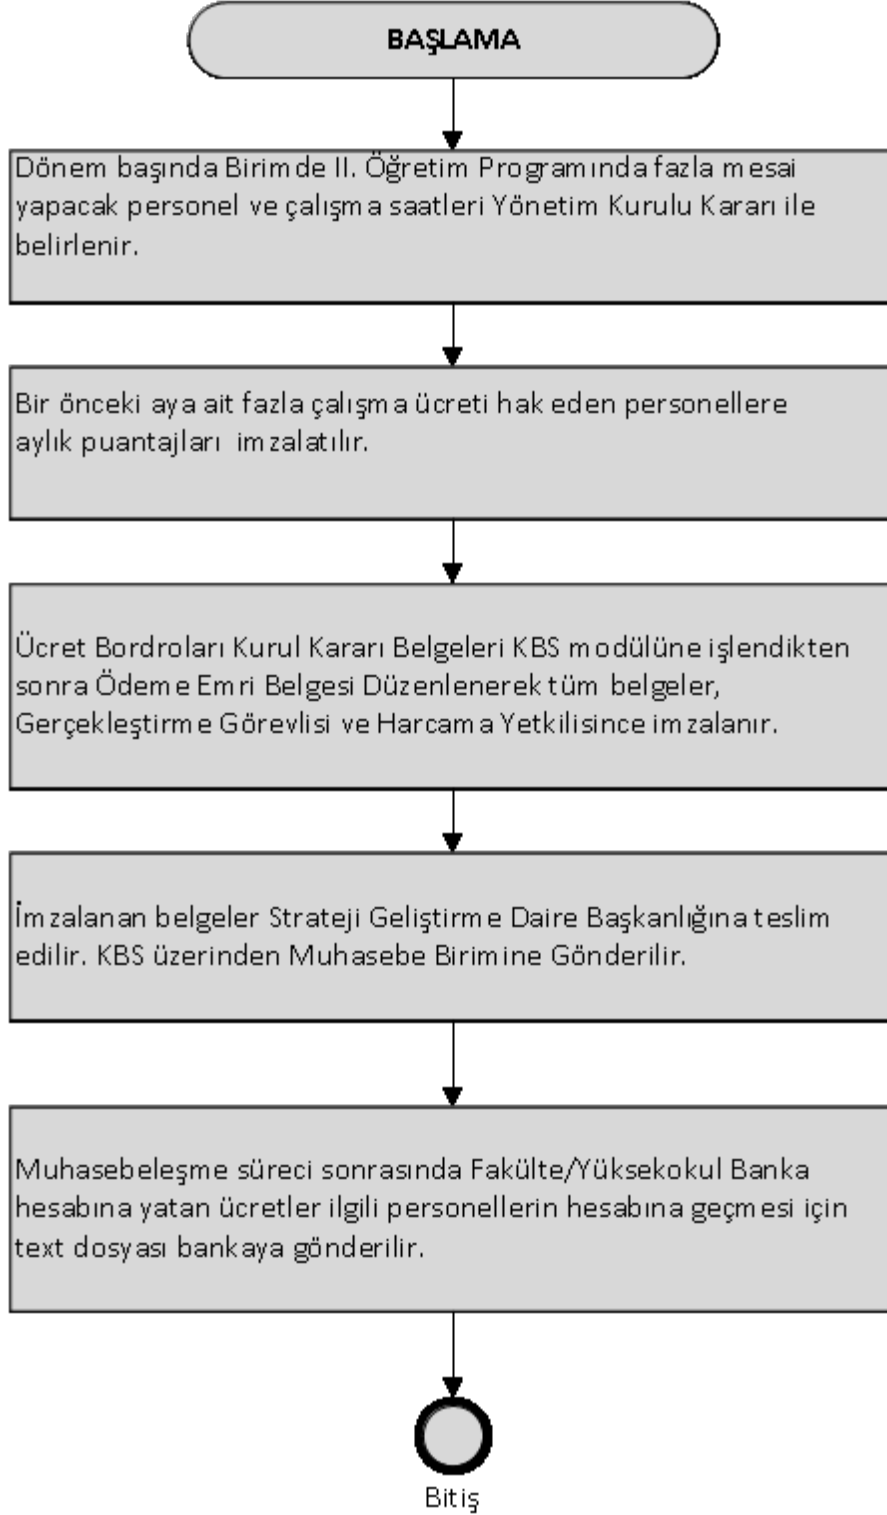 BAŞLAMA
Dönem başında Birimde II. Öğretim Programında fazla mesai
yapacak personel ve çalışma saatleri Yönetim Kurulu Kararı ile
belirlenir.
Bir önceki aya ait fazla çalışma ücreti hak eden personellere
aylık puantajları imzalatılır.
Ücret Bordroları Kurul Kararı Belgeleri KBS modülüne işlendikten
sonra Ödeme Emri Belgesi Düzenlenerek tüm belgeler,
Gerçekleştirme Görevlisi ve Harcama Yetkilisince imzalanır.
İmzalanan belgeler Strateji Geliştirme Daire Başkanlığına teslim
edilir. KBS üzerinden Muhasebe Birimine Gönderilir.
Muhasebeleşme süreci sonrasında Fakülte/Yüksekokul Banka
hesabına yatan ücretler ilgili personellerin hesabına geçmesi için
text dosyası bankaya gönderilir.
Bitiş